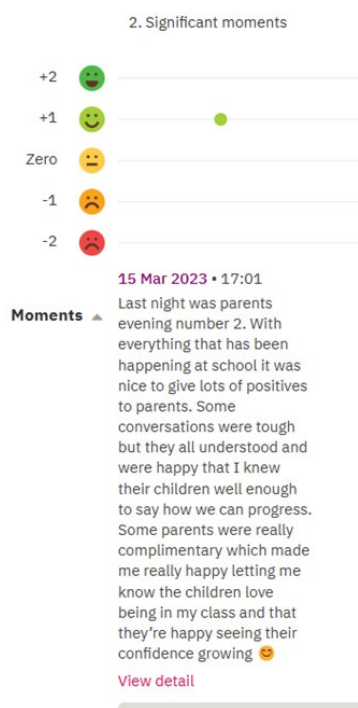 2. Significant moments
+2
+1
Zero
-1
-2
15 Mar 2023 • 17:01
Moments
Last night was parents
evening number 2. With
everything that has been
happening at school it was
nice to give lots of positives
to parents. Some
conversations were tough
but they all understood and
were happy that I knew
their children well enough
to say how we can progress.
Some parents were really
complimentary which made
me really happy letting me
know the children love
being in my class and that
they’re happy seeing their
confidence growing 😊
View detail